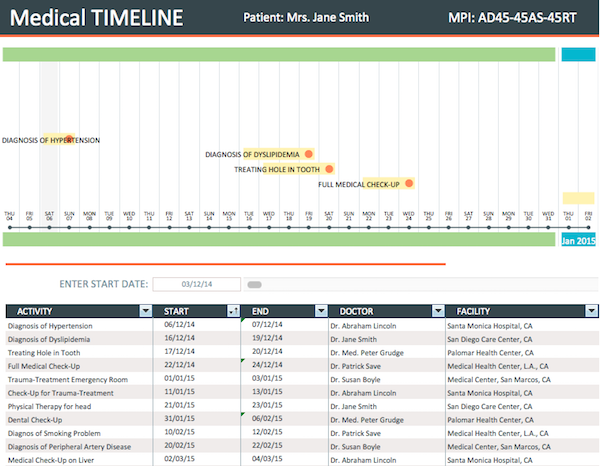 Medical TIMELINE Patient: Mrs. Jane Smith MPI: AD45-45AS-45RT
DIAGNOSIS OF HYPERTENSION
DIAGNOSIS OF DYSLIPIDEMIA
TREATING HOLE IN TOOTH
FULL MEDICAL CHECK-UP
THU FRI SAT SUN MON TUE WED THU FRI SAT SUN MON TUE WED THU FRI SAT SUN MON TUE WED THU FRI SAT SUN MON TUE WED THU FRI
04 05 06 07 08 09 10 11 12 13 14 15 16 17 18 19 20 21 22 23 24 25 26 27 28 29 30 31 01 02
Jan 2015
ENTER START DATE: 03/12/14
ACTIVITY START END DOCTOR FACILITY
Diagnosis of Hypertension 06/12/14 07/12/14 Dr. Abraham Lincoln Santa Monica Hospital, CA
Diagnosis of Dyslipidemia 16/12/14 19/12/14 Dr. Jane Smith San Diego Care Center, CA
Treating Hole in Tooth 17/12/14 20/12/14 Dr. Med. Peter Grudge Palomar Health Center, CA
Full Medical Check-Up 22/12/14 24/12/14 Dr. Patrick Save Medical Health Center, L.A., CA
Trauma-Treatment Emergency Room 01/01/15 03/01/15 Dr. Susan Boyle Medical Center, San Marcos, CA
Check-Up for Trauma-Treatment 11/01/15 13/01/15 Dr. Abraham Lincoln Santa Monica Hospital, CA
Physical Therapy for head 21/01/15 23/01/15 Dr. Jane Smith San Diego Care Center, CA
Dental Check-Up 31/01/15 06/02/15 Dr. Med. Peter Grudge Palomar Health Center, CA
Diagnos of Smoking Problem 10/02/15 12/02/15 Dr. Patrick Save Medical Health Center, L.A., CA
Diagnosis of Peripheral Artery Disease 20/02/15 22/02/15 Dr. Susan Boyle Medical Center, San Marcos, CA
Medical Check-Up on Liver 02/03/15 04/03/15 Dr. Abraham Lincoln Santa Monica Hospital, CA